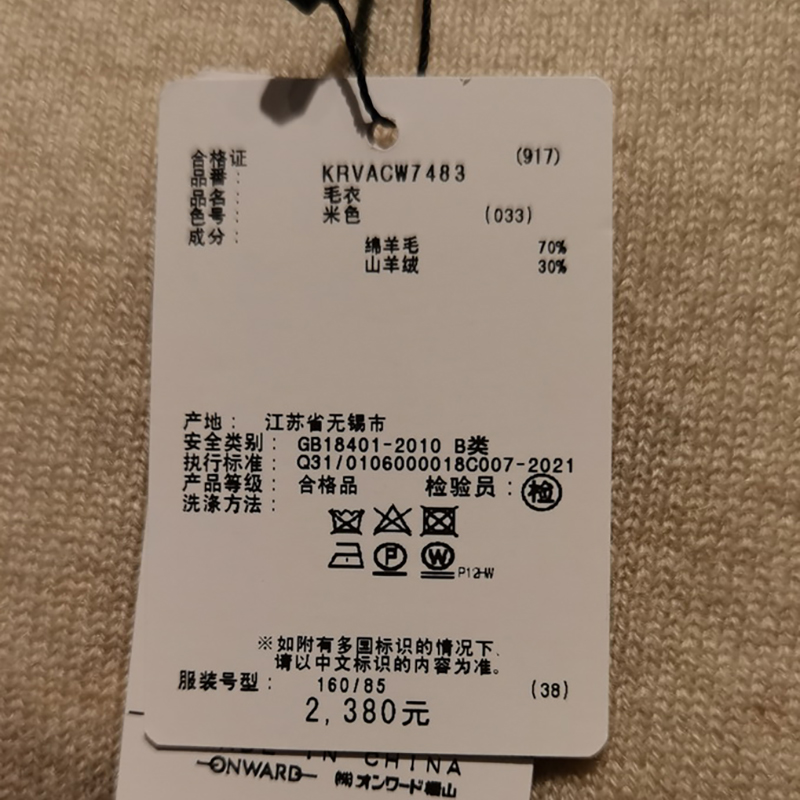 合格证 (917)
品番： KRVACW7483
品名： 毛衣
色号： 米色 (033)
成分：
绵羊毛 70%
山羊绒 30%
产地： 江苏省无锡市
安全类别： GB18401-2010 B类
执行标准： Q31/0106000018C007-2021
产品等级： 合格品 检验员：检
洗涤方法：
P
W
P12-W
※如附有多国标识的情况下，
请以中文标识的内容为准。
服装号型： 160/85 (38)
2,380元
IN CHINA
ONWARD ㈱オンワード樫山